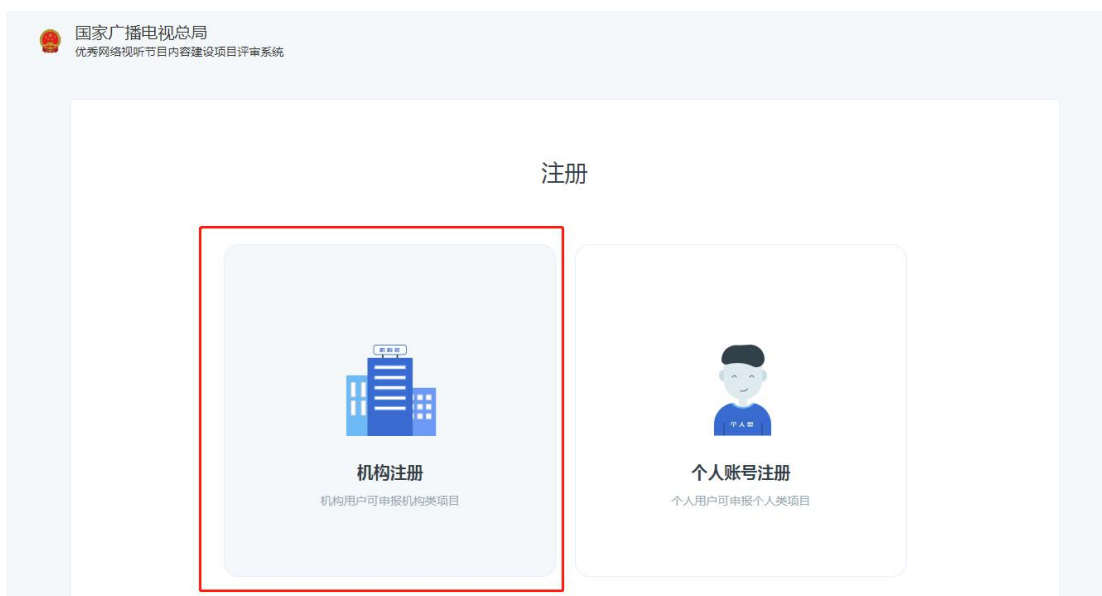 国家广播电视总局
优秀网络视听节目内容建设项目评审系统
注册
机构注册
机构用户可申报机构类项目
个人群
个人账号注册
个人用户可申报个人类项目